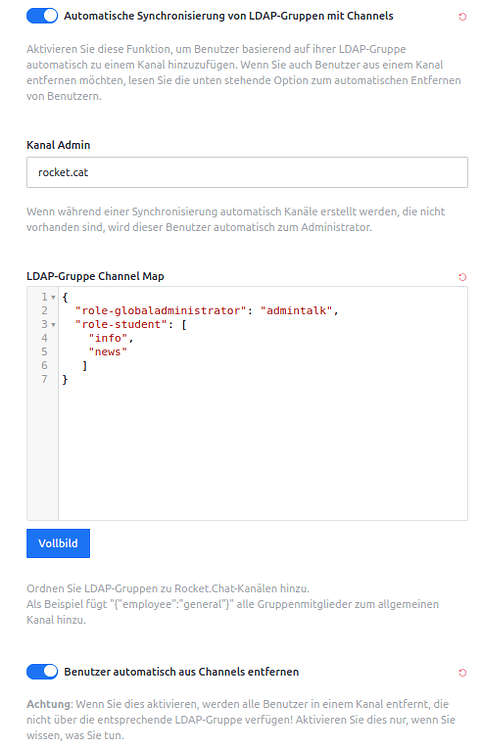 Automatische Synchronisierung von LDAP-Gruppen mit Channels
Aktivieren Sie diese Funktion, um Benutzer basierend auf ihrer LDAP-Gruppe
automatisch zu einem Kanal hinzuzufügen. Wenn Sie auch Benutzer aus einem Kanal
entfernen möchten, lesen Sie die unten stehende Option zum automatischen Entfernen
von Benutzern.
Kanal Admin
rocket.cat
Wenn während einer Synchronisierung automatisch Kanäle erstellt werden, die nicht
vorhanden sind, wird dieser Benutzer automatisch zum Administrator.
LDAP-Gruppe Channel Map
1 {
2 "role-globaladministrator": "admintalk",
3 "role-student": [
4 "info",
5 "news"
6 ]
7 }
Vollbild
Ordnen Sie LDAP-Gruppen zu Rocket.Chat-Kanälen hinzu.
Als Beispiel fügt "{"employee":"general"}" alle Gruppenmitglieder zum allgemeinen
Kanal hinzu.
Benutzer automatisch aus Channels entfernen
Achtung: Wenn Sie dies aktivieren, werden alle Benutzer in einem Kanal entfernt, die
nicht über die entsprechende LDAP-Gruppe verfügen! Aktivieren Sie dies nur, wenn Sie
wissen, was Sie tun.